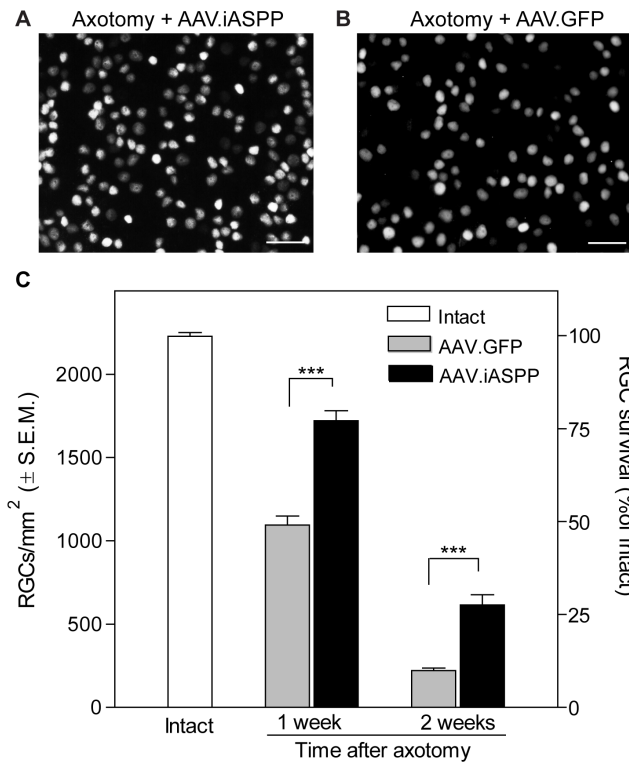 A Axotomy + AAV.iASPP
B Axotomy + AAV.GFP
C
RGCs/mm² (± S.E.M.)
2000
1500
1000
500
0
Intact
AAV.GFP
AAV.iASPP
***
***
100
75
50
25
0
RGC survival (% of Intact)
Intact
1 week
2 weeks
Time after axotomy